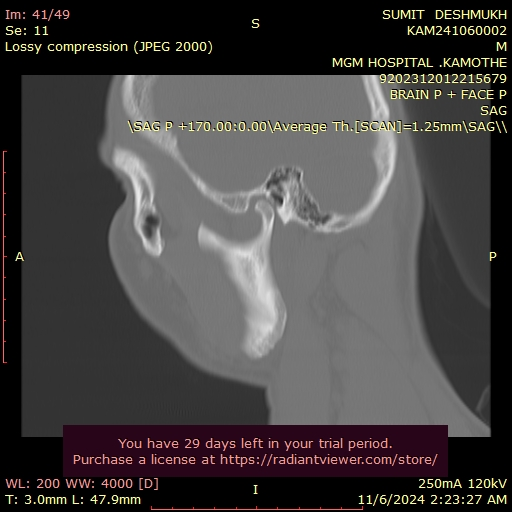 Im: 41/49
Se: 11
Lossy compression (JPEG 2000)
S
SUMIT DESHMUKH
KAM241060002
M
MGM HOSPITAL .KAMOTHE
9202312012215679
BRAIN P + FACE P
SAG
\SAG P +170.00:0.00\Average Th.[SCAN]=1.25mm\SAG\\
A
P
You have 29 days left in your trial period.
Purchase a license at https://radiantviewer.com/store/
WL: 200 WW: 4000 [D]
T: 3.0mm L: 47.9mm
I
250mA 120kV
11/6/2024 2:23:27 AM